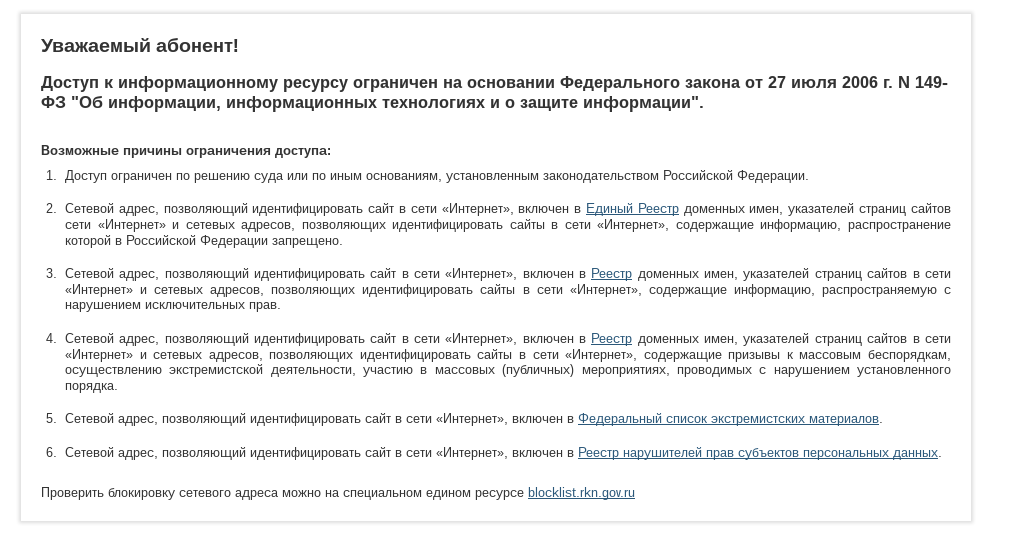 Уважаемый абонент!
Доступ к информационному ресурсу ограничен на основании Федерального закона от 27 июля 2006 г. N 149-
ФЗ "Об информации, информационных технологиях и о защите информации".
Возможные причины ограничения доступа:
1. Доступ ограничен по решению суда или по иным основаниям, установленным законодательством Российской Федерации.
2. Сетевой адрес, позволяющий идентифицировать сайт в сети «Интернет», включен в Единый Реестр доменных имен, указателей страниц сайтов
сети «Интернет» и сетевых адресов, позволяющих идентифицировать сайты в сети «Интернет», содержащие информацию, распространение
которой в Российской Федерации запрещено.
3. Сетевой адрес, позволяющий идентифицировать сайт в сети «Интернет», включен в Реестр доменных имен, указателей страниц сайтов в сети
«Интернет» и сетевых адресов, позволяющих идентифицировать сайты в сети «Интернет», содержащие информацию, распространяемую с
нарушением исключительных прав.
4. Сетевой адрес, позволяющий идентифицировать сайт в сети «Интернет», включен в Реестр доменных имен, указателей страниц сайтов в сети
«Интернет» и сетевых адресов, позволяющих идентифицировать сайты в сети «Интернет», содержащие призывы к массовым беспорядкам,
осуществлению экстремистской деятельности, участию в массовых (публичных) мероприятиях, проводимых с нарушением установленного
порядка.
5. Сетевой адрес, позволяющий идентифицировать сайт в сети «Интернет», включен в Федеральный список экстремистских материалов.
6. Сетевой адрес, позволяющий идентифицировать сайт в сети «Интернет», включен в Реестр нарушителей прав субъектов персональных данных.
Проверить блокировку сетевого адреса можно на специальном едином ресурсе blocklist.rkn.gov.ru